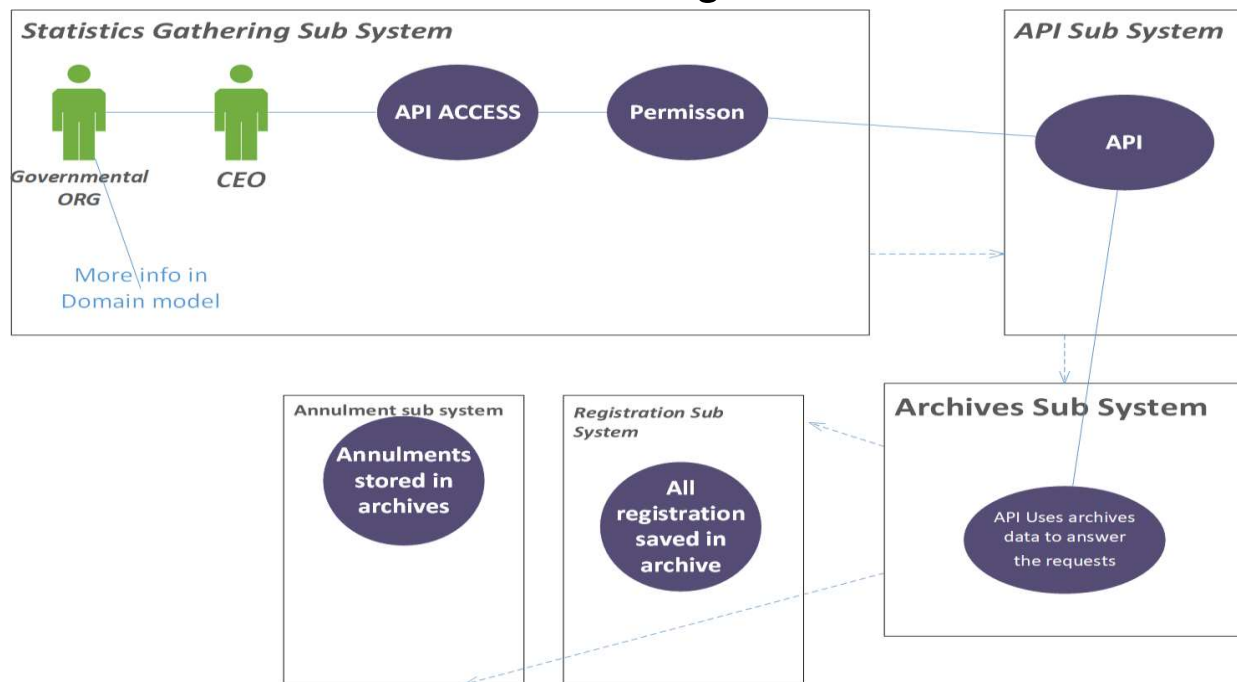 Statistics Gathering Sub System
API Sub System
API ACCESS
Permisson
API
Governmental
ORG
CEO
More info in
Domain model
Annulment sub system
Annulments
stored in
archives
Registration Sub
System
All
registration
saved in
archive
Archives Sub System
API Uses archives
data to answer
the requests